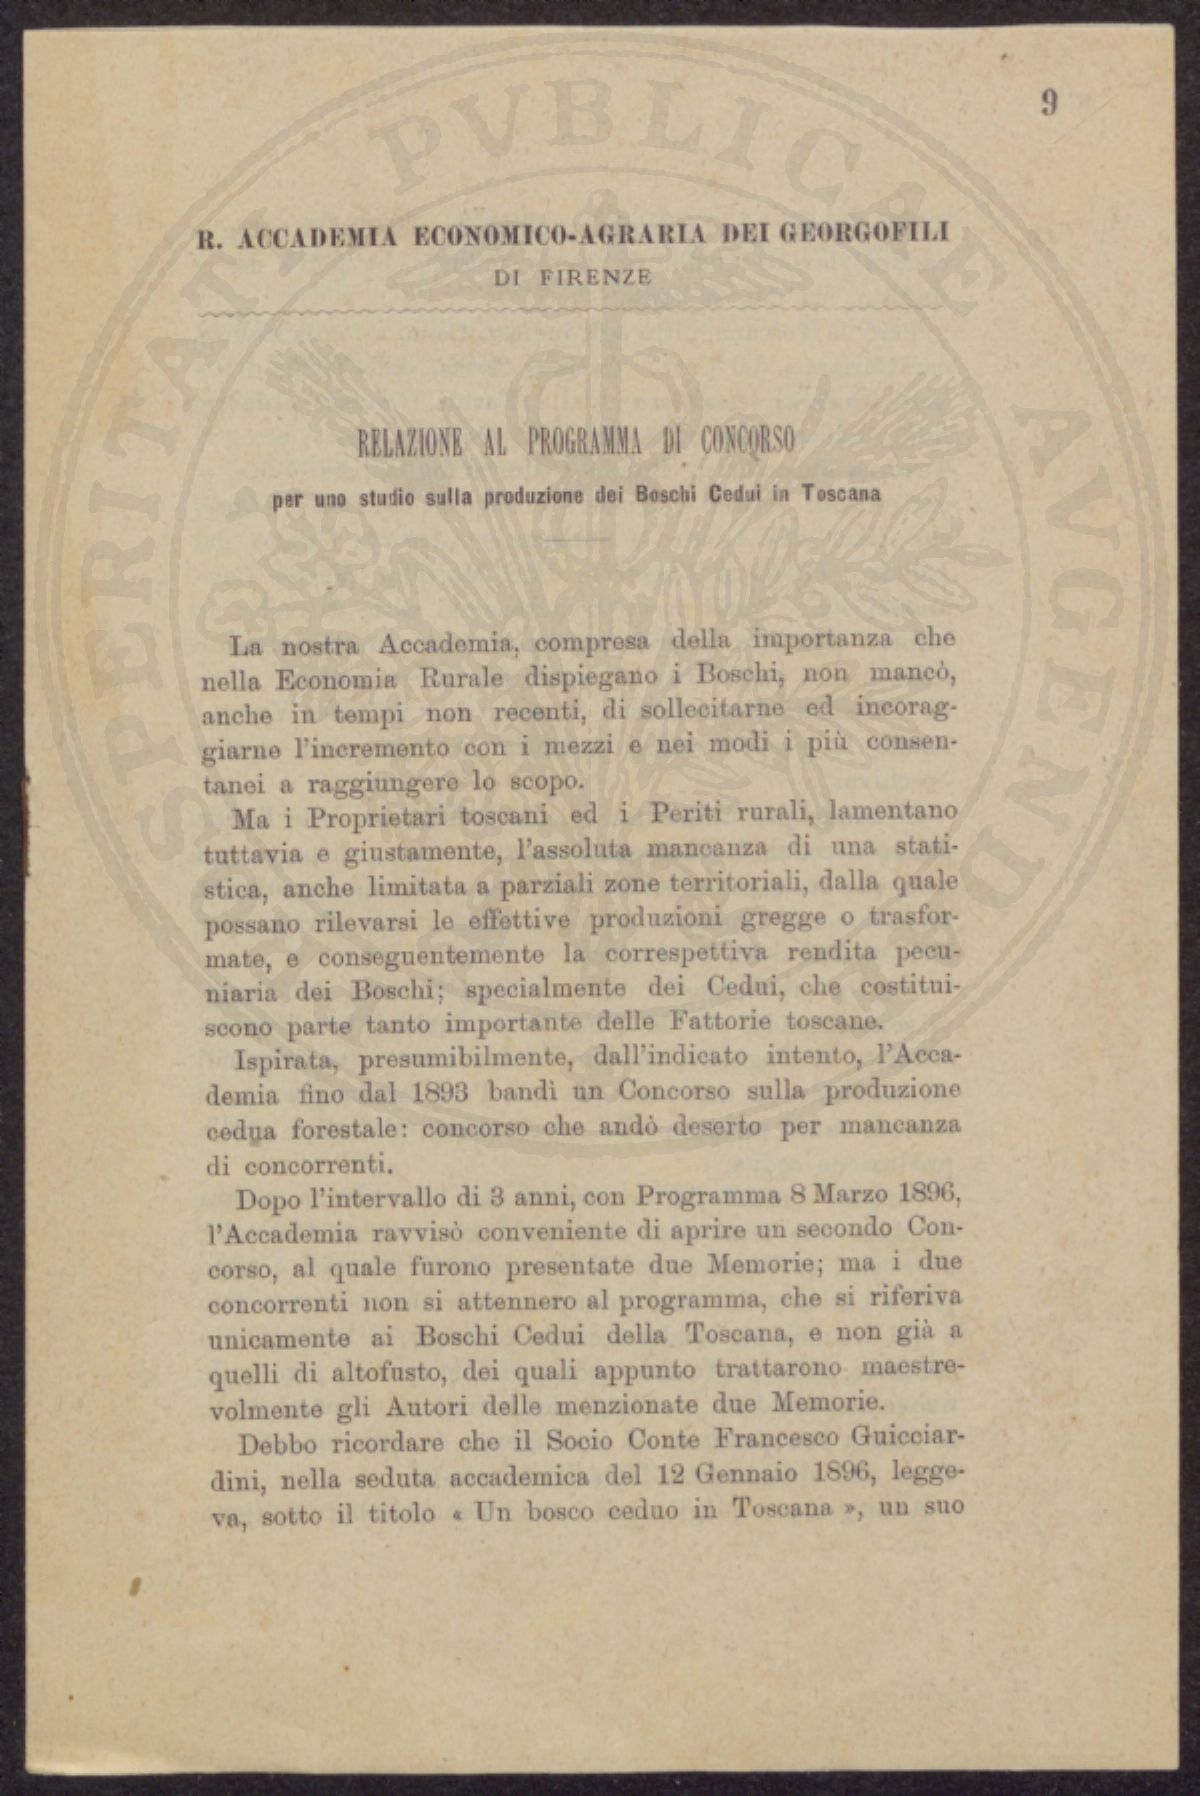 9
R. ACCADEMIA ECONOMICO-AGRARIA DEI GEORGOFILI
DI FIRENZE
RELAZIONE AL PROGRAMMA DI CONCORSO
per uno studio sulla produzione dei Boschi Cedui in Toscana
La nostra Accademia, compresa della importanza che
nella Economia Rurale dispiegano i Boschi, non mancò,
anche in tempi non recenti, di sollecitarne ed incorag-
giarne l'incremento con i mezzi e nei modi i più consen-
tanei a raggiungere lo scopo.
Ma i Proprietari toscani ed i Periti rurali, lamentano
tuttavia e giustamente, l'assoluta mancanza di una stati-
stica, anche limitata a parziali zone territoriali, dalla quale
possano rilevarsi le effettive produzioni gregge o trasfor-
mate, e conseguentemente la correspettiva rendita pecu-
niaria dei Boschi; specialmente dei Cedui, che costitui-
scono parte tanto importante delle Fattorie toscane.
Ispirata, presumibilmente, dall'indicato intento, l'Acca-
demia fino dal 1893 bandì un Concorso sulla produzione
cedua forestale: concorso che andò deserto per mancanza
di concorrenti.
Dopo l'intervallo di 3 anni, con Programma 8 Marzo 1896,
l'Accademia ravvisò conveniente di aprire un secondo Con-
corso, al quale furono presentate due Memorie; ma i due
concorrenti non si attennero al programma, che si riferiva
unicamente ai Boschi Cedui della Toscana, e non già a
quelli di altofusto, dei quali appunto trattarono maestre-
volmente gli Autori delle menzionate due Memorie.
Debbo ricordare che il Socio Conte Francesco Guicciar-
dini, nella seduta accademica del 12 Gennaio 1896, legge-
va, sotto il titolo « Un bosco ceduo in Toscana », un suo
PROSPERITATI PVBLICAE AVGENDAE